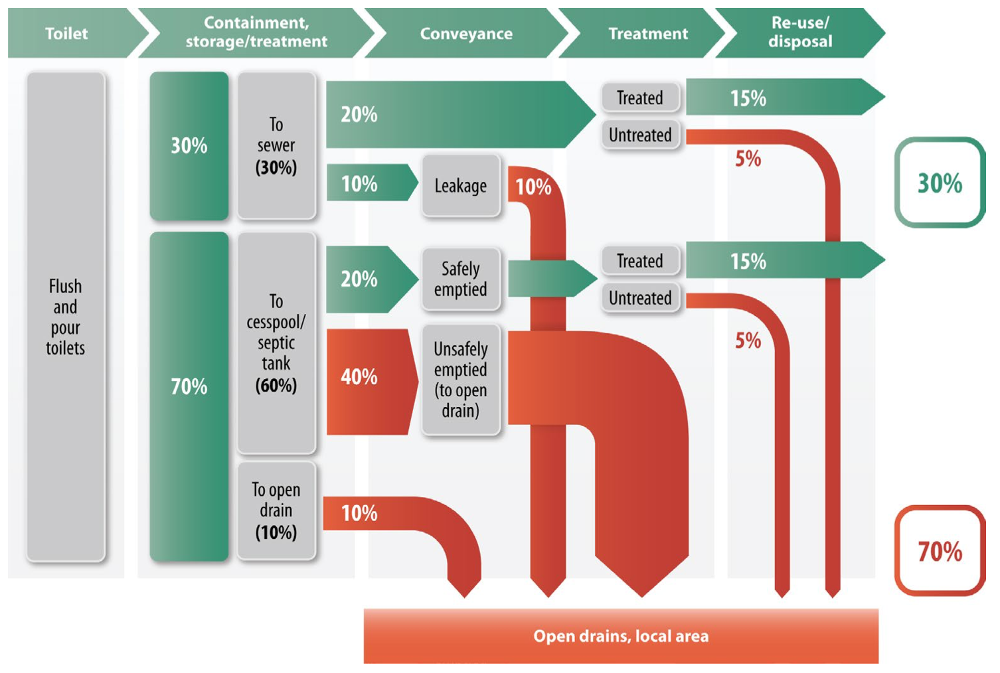 Toilet
Containment,
storage/treatment
Conveyance
Treatment
Re-use/
disposal
Flush
and
pour
toilets
30%
To
sewer
(30%)
20%
Treated
15%
Untreated
5%
10%
Leakage
10%
30%
70%
To
cesspool/
septic
tank
(60%)
20%
Safely
emptied
Treated
15%
Untreated
5%
40%
Unsafely
emptied
(to open
drain)
To open
drain
(10%)
10%
70%
Open drains, local area